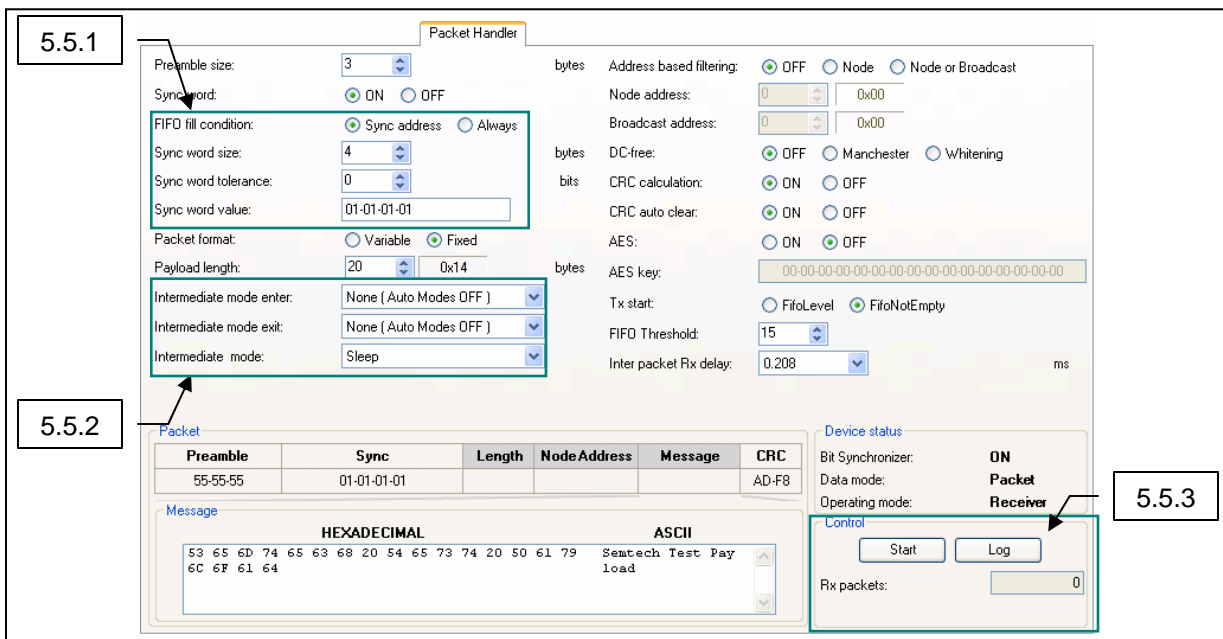 5.5.1
Packet Handler
Preamble size: 3 bytes
Sync word: ON OFF
FIFO fill condition: Sync address Always
Sync word size: 4 bytes
Sync word tolerance: 0 bits
Sync word value: 01-01-01-01
Packet format: Variable Fixed
Payload length: 20 0x14 bytes
Intermediate mode enter: None ( Auto Modes OFF )
Intermediate mode exit: None ( Auto Modes OFF )
Intermediate mode: Sleep
Address based filtering: OFF Node Node or Broadcast
Node address: 0 0x00
Broadcast address: 0 0x00
DC-free: OFF Manchester Whitening
CRC calculation: ON OFF
CRC auto clear: ON OFF
AES: ON OFF
AES key: 00-00-00-00-00-00-00-00-00-00-00-00-00-00-00-00
Tx start: FifoLevel FifoNotEmpty
FIFO Threshold: 15
Inter packet Rx delay: 0.208 ms
5.5.2
Packet
Preamble Sync Length Node Address Message CRC
55-55-55 01-01-01-01 AD-F8
Message
HEXADECIMAL ASCII
53 65 6D 74 65 63 68 20 54 65 73 74 20 50 61 79 Semtech Test Pay
6C 6F 61 64 load
Device status
Bit Synchronizer: ON
Data mode: Packet
Operating mode: Receiver
5.5.3
Control
Start Log
Rx packets: 0